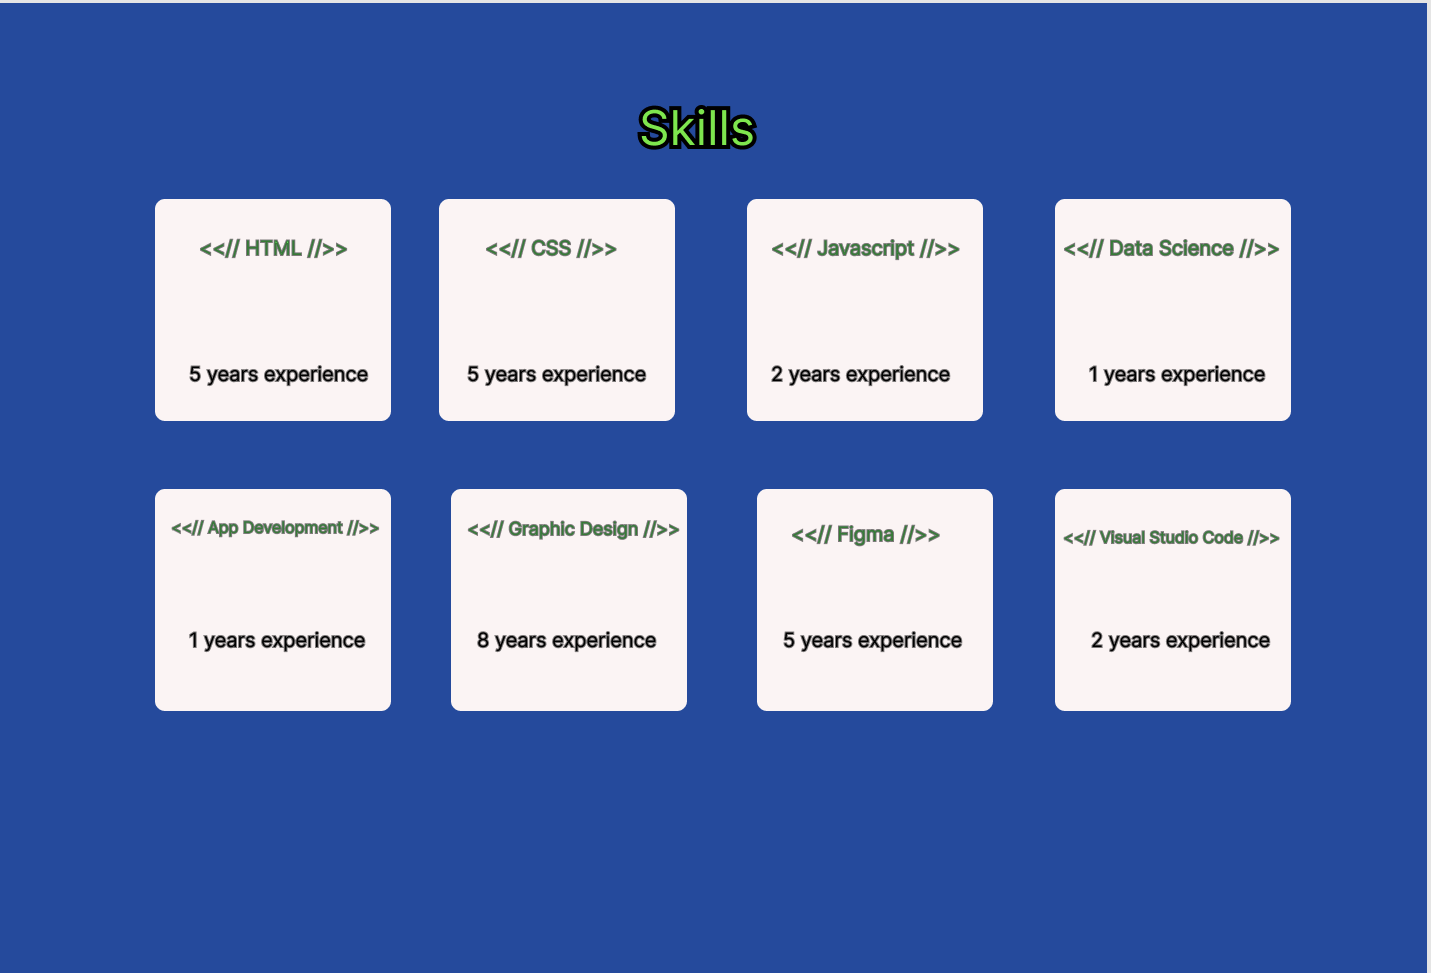 Skills
<<// HTML //>>
5 years experience
<<// CSS //>>
5 years experience
<<// Javascript //>>
2 years experience
<<// Data Science //>>
1 years experience
<<// App Development //>>
1 years experience
<<// Graphic Design //>>
8 years experience
<<// Figma //>>
5 years experience
<<// Visual Studio Code //>>
2 years experience